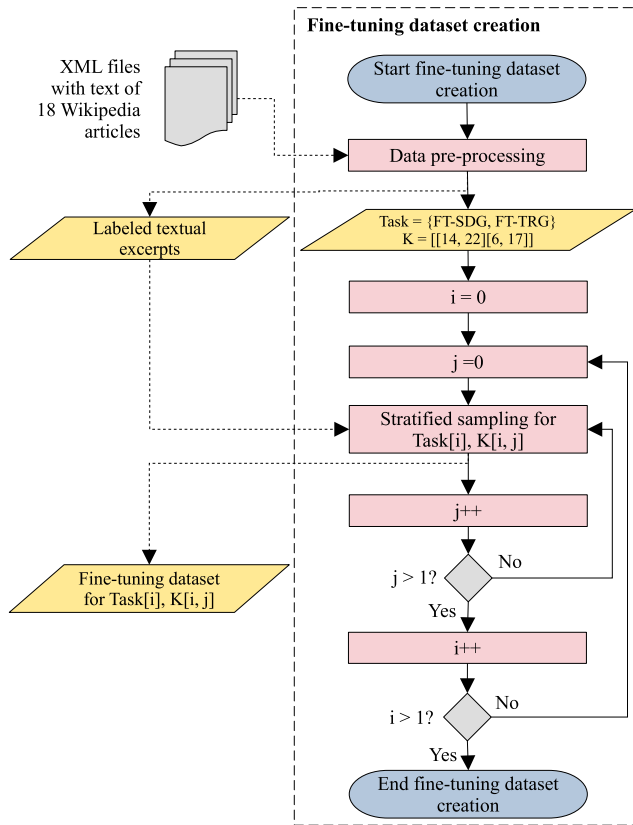 Fine-tuning dataset creation
XML files
with text of
18 Wikipedia
articles
Start fine-tuning dataset
creation
Data pre-processing
Labeled textual
excerpts
Task = {FT-SDG, FT-TRG}
K = [[14, 22][6, 17]]
i = 0
j =0
Stratified sampling for
Task[i], K[i, j]
j++
Fine-tuning dataset
for Task[i], K[i, j]
j > 1?
No
Yes
i++
i > 1?
No
Yes
End fine-tuning dataset
creation